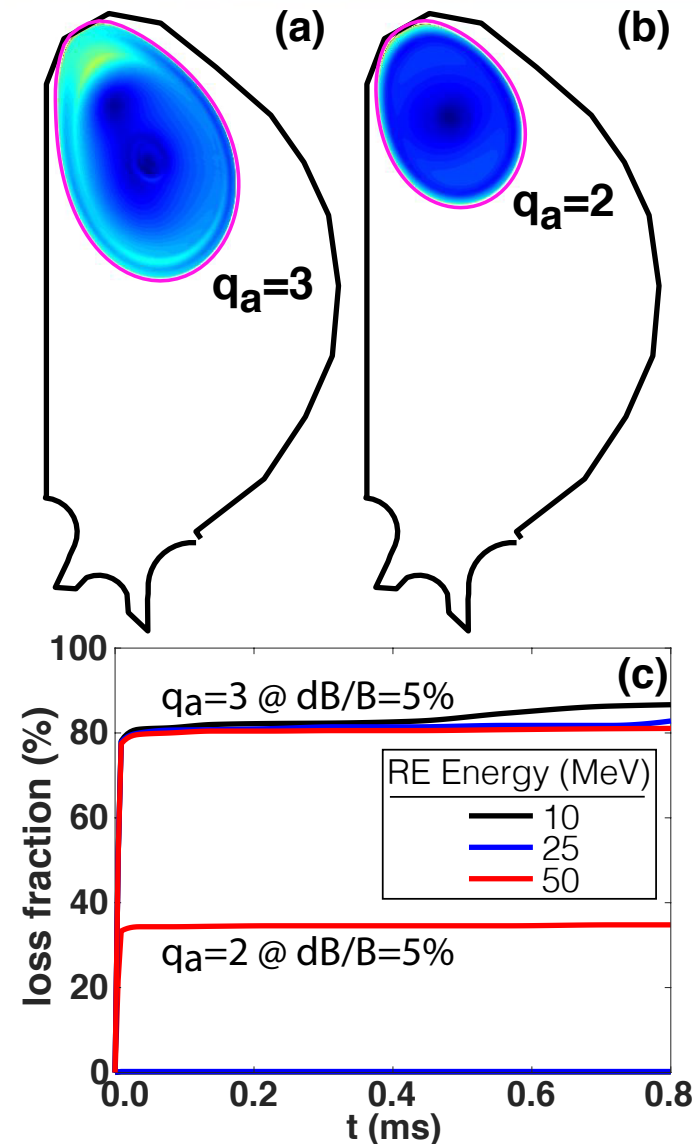 (a)
(b)
qa=3
qa=2
100
80
60
40
20
0
loss fraction (%)
(c)
qa=3 @ dB/B=5%
RE Energy (MeV)
10
25
50
qa=2 @ dB/B=5%
0.0 0.2 0.4 0.6 0.8
t (ms)